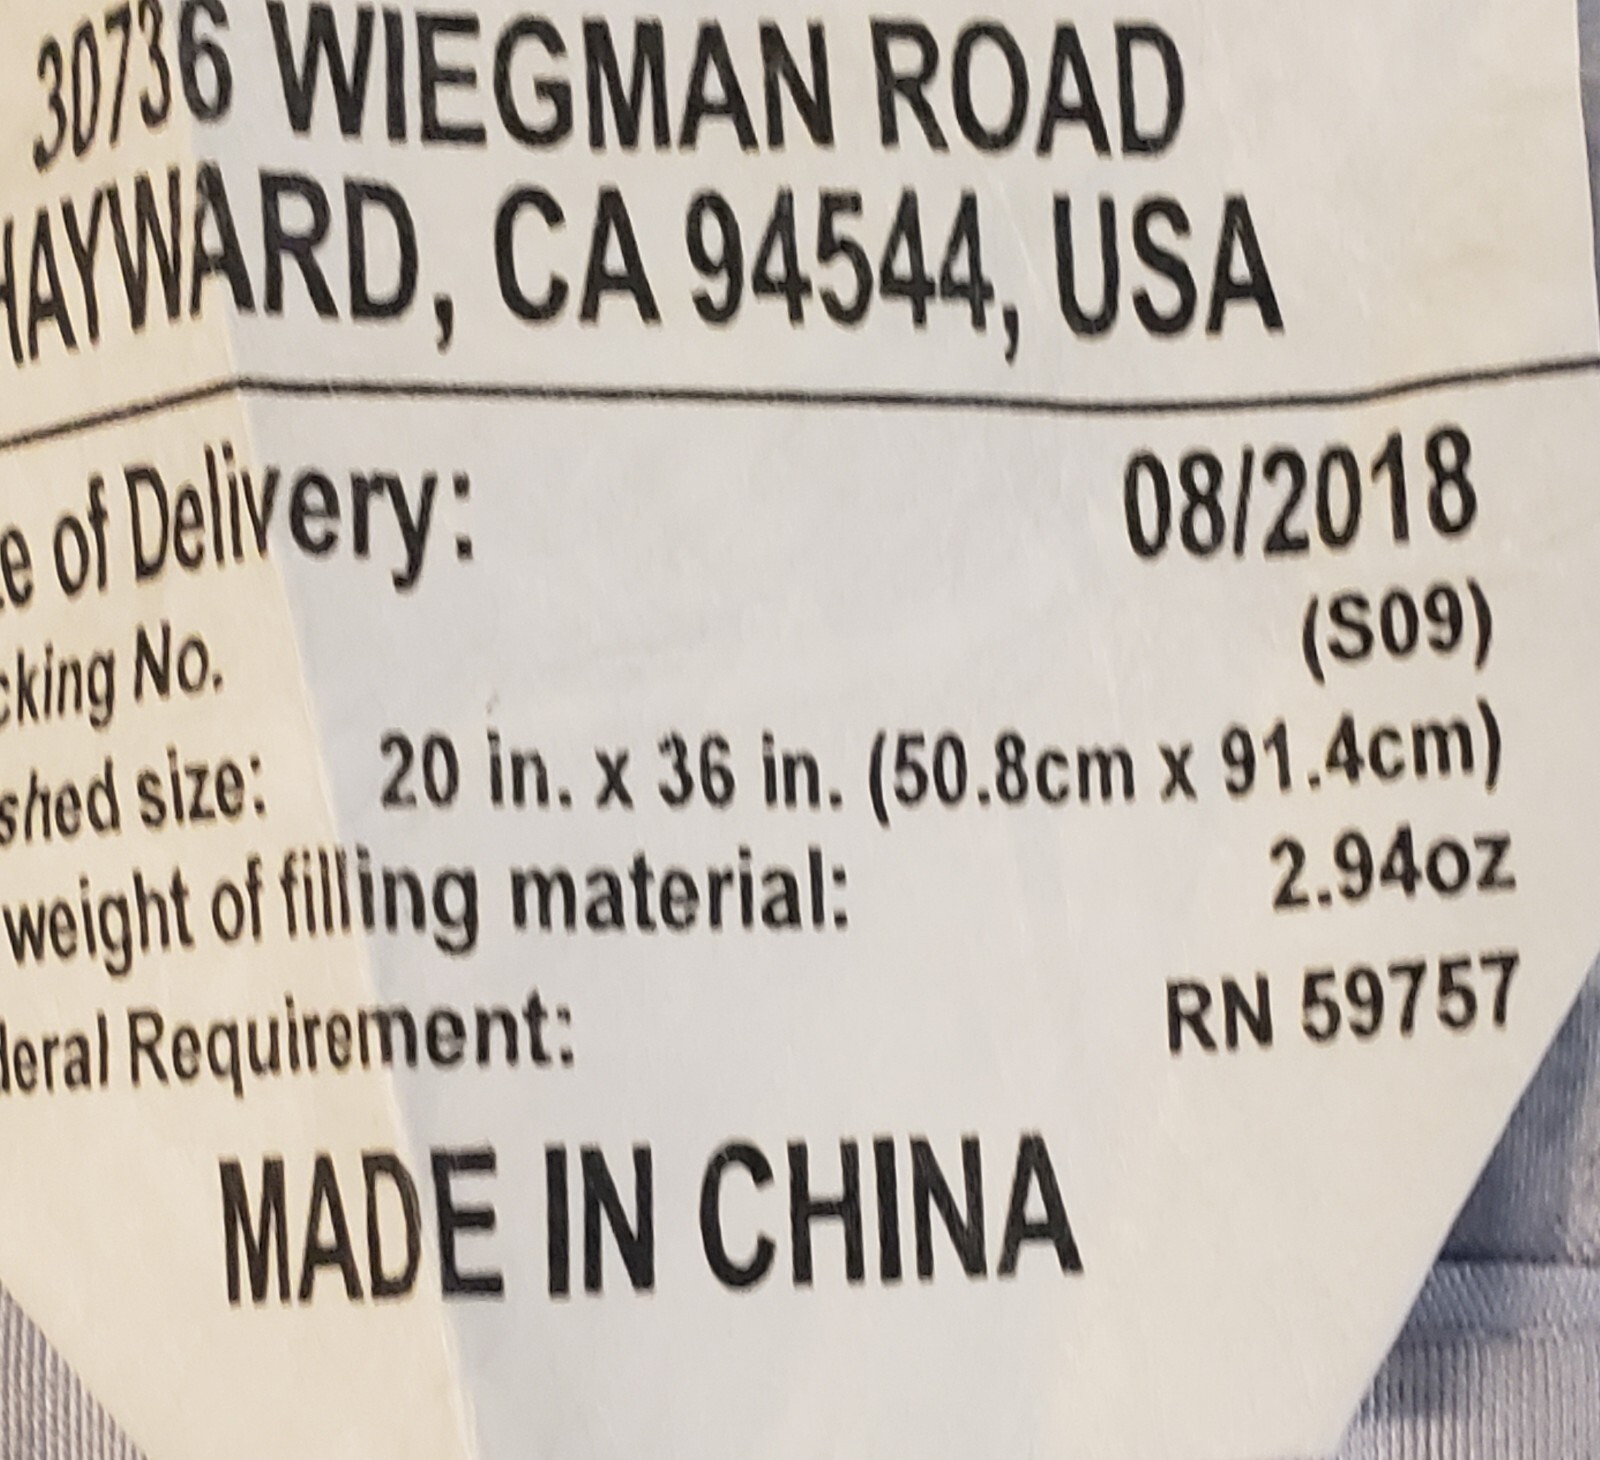 30736 WIEGMAN ROAD
HAYWARD, CA 94544, USA
e of Delivery: 08/2018
cking No. (S09)
shed size: 20 in. x 36 in. (50.8cm x 91.4cm)
weight of filling material: 2.94oz
deral Requirement: RN 59757
MADE IN CHINA